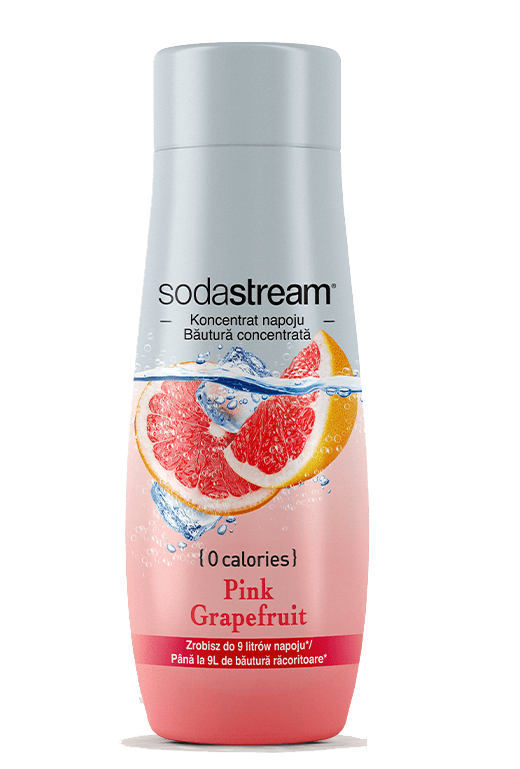 sodastream®
Koncentrat napoju
Băutură concentrată
{0 calories}
Pink
Grapefruit
Zrobisz do 9 litrów napoju*/
Până la 9L de băutură răcoritoare*